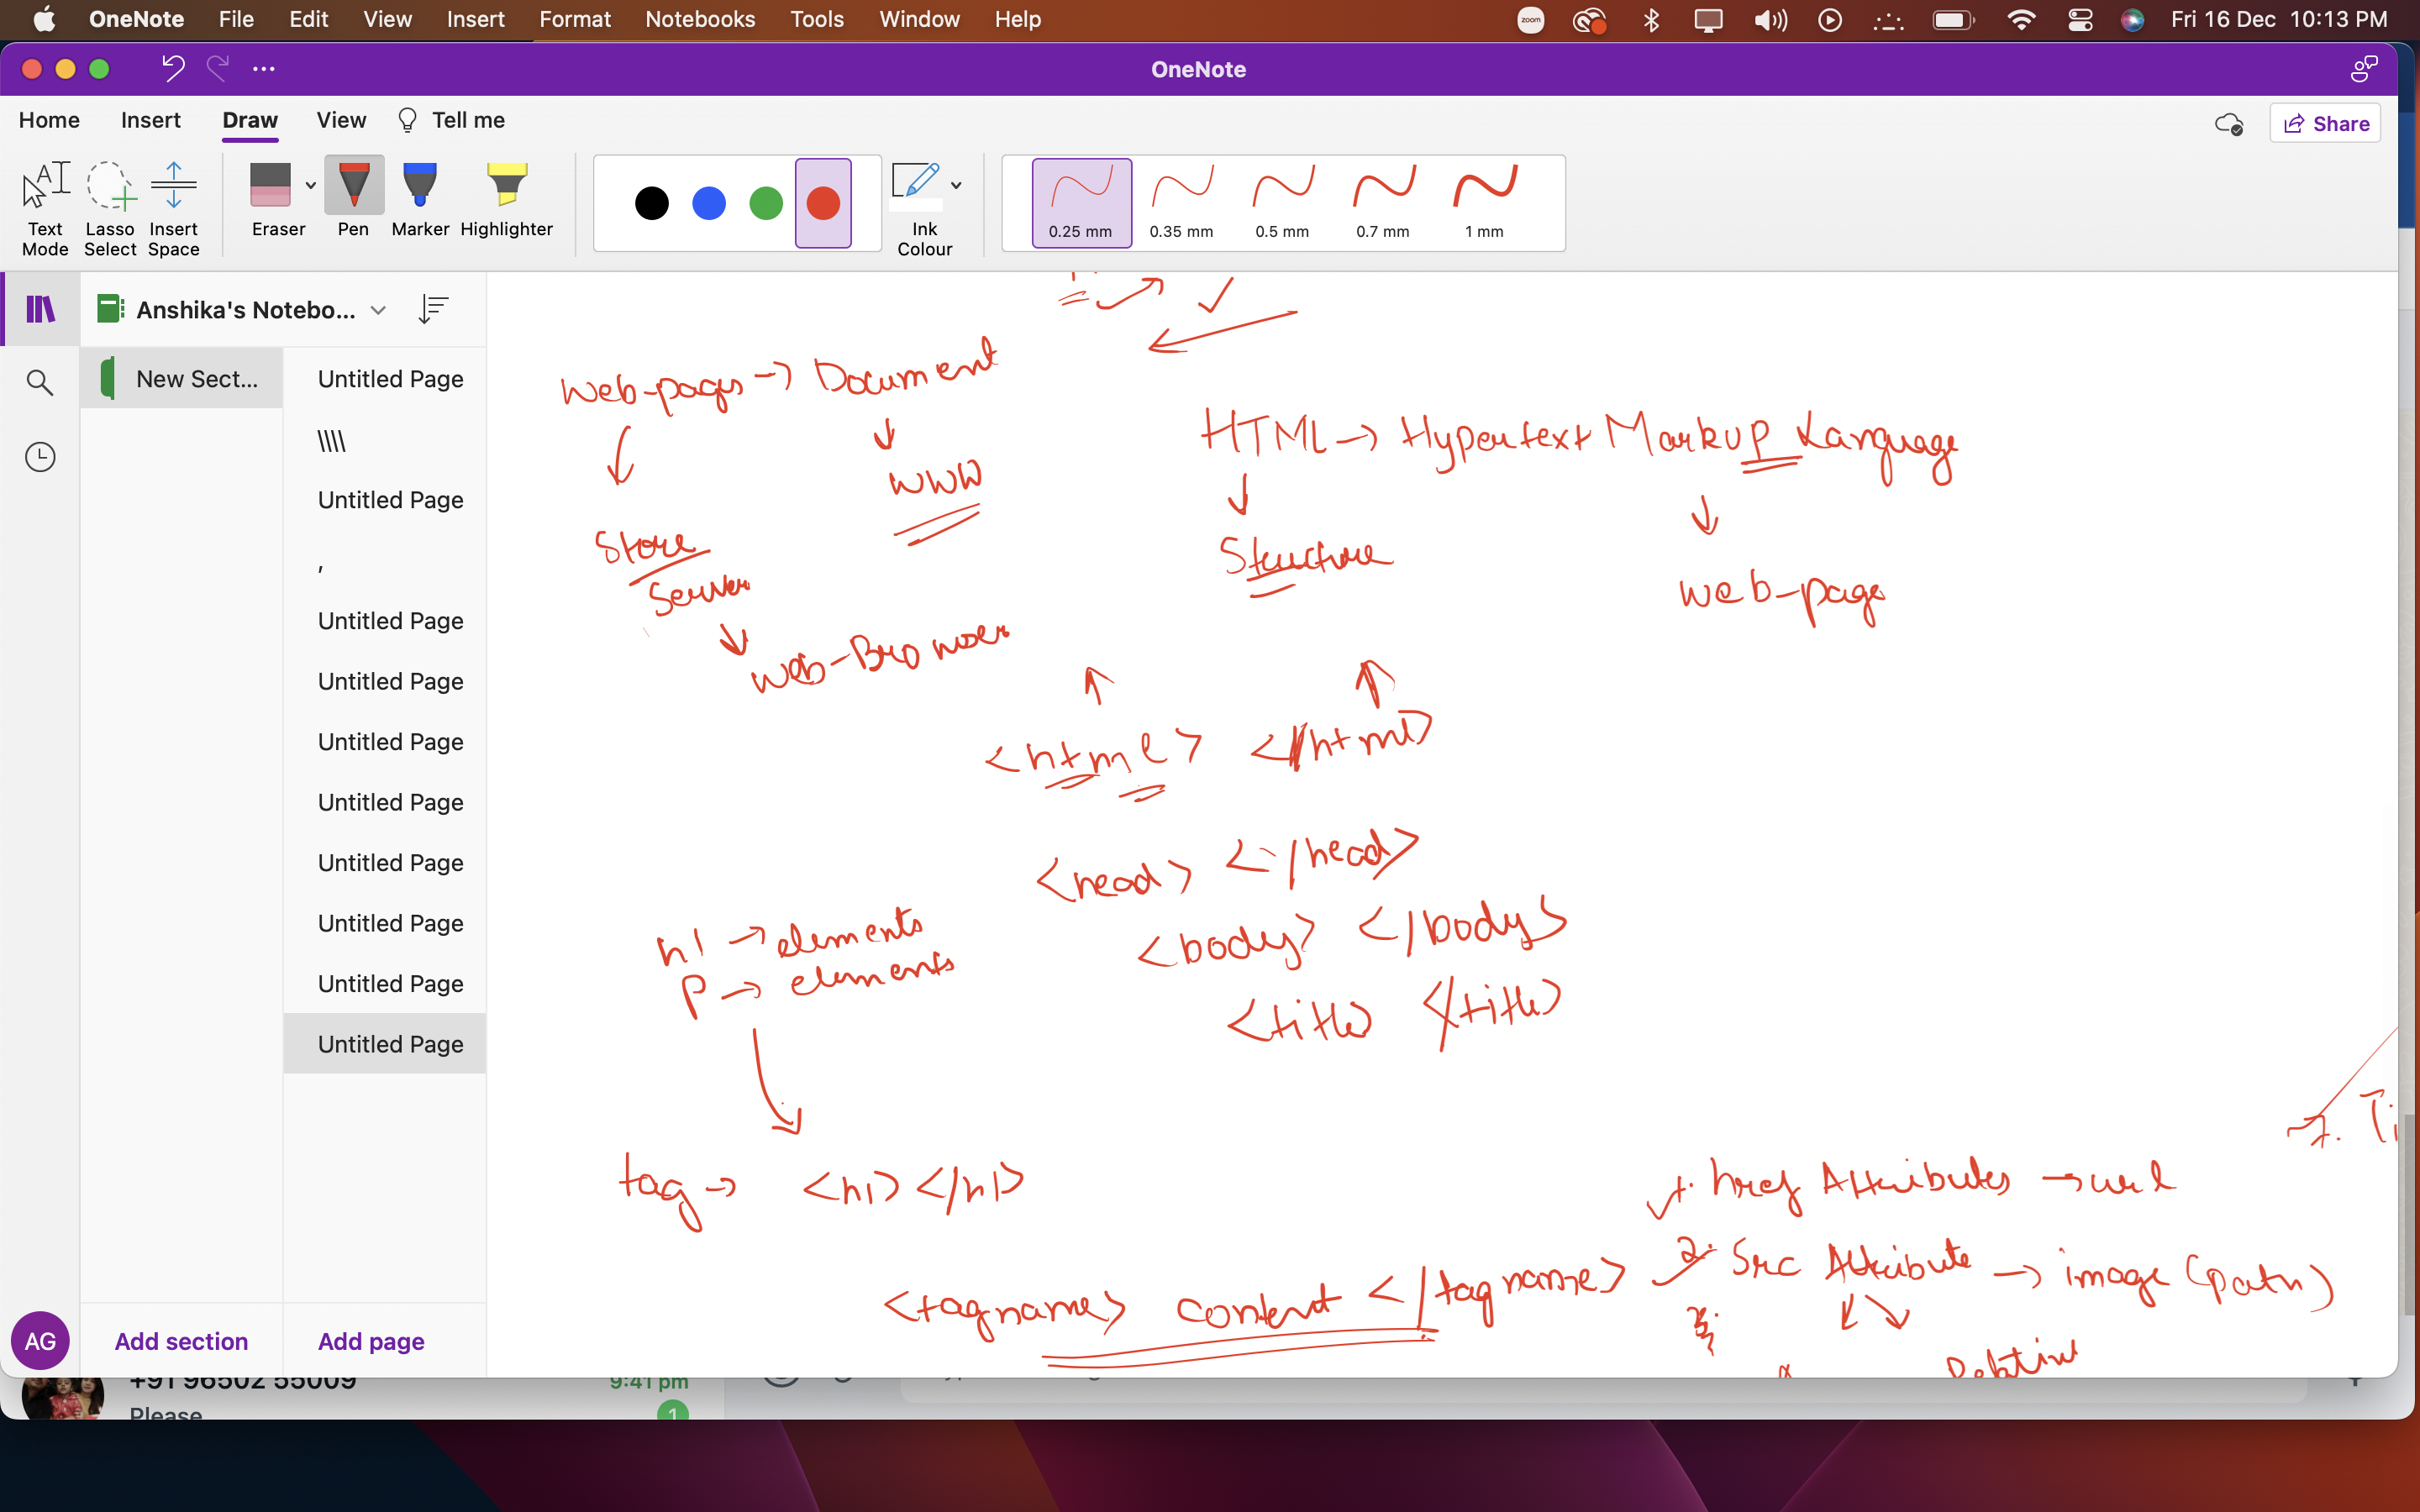 OneNote File Edit View Insert Format Notebooks Tools Window Help
zoom
Fri 16 Dec 10:13 PM
OneNote
Home Insert Draw View Tell me
Share
Text Mode
Lasso Select
Insert Space
Eraser
Pen
Marker
Highlighter
Ink Colour
0.25 mm
0.35 mm
0.5 mm
0.7 mm
1 mm
Anshika's Notebo...
New Sect...
Untitled Page
\\\\
Untitled Page
,
Untitled Page
Untitled Page
Untitled Page
Untitled Page
Untitled Page
Untitled Page
Untitled Page
Untitled Page
Web-pages → Document
WWW
Store
Server
Web-Browser
HTML → Hypertext Markup Language
Structure
Web-page
<html> </html>
<head> </head>
<body> </body>
<title> </title>
h1 → elements
P → elements
tag → <h1> </h1>
<tagname> content </tagname>
1. href Attributes → url
2. Src Attribute → image (path)
Relative
7. Ti
AG
Add section
Add page
+91 96502 55009
9:41 pm
Please
1